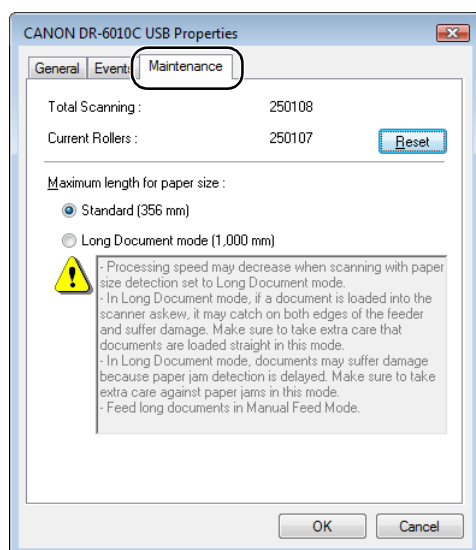 CANON DR-6010C USB Properties
General Events Maintenance
Total Scanning : 250108
Current Rollers : 250107 Reset
Maximum length for paper size :
Standard (356 mm)
Long Document mode (1,000 mm)
- Processing speed may decrease when scanning with paper
size detection set to Long Document mode.
- In Long Document mode, if a document is loaded into the
scanner askew, it may catch on both edges of the feeder
and suffer damage. Make sure to take extra care that
documents are loaded straight in this mode.
- In Long Document mode, documents may suffer damage
because paper jam detection is delayed. Make sure to take
extra care against paper jams in this mode.
- Feed long documents in Manual Feed Mode.
OK Cancel